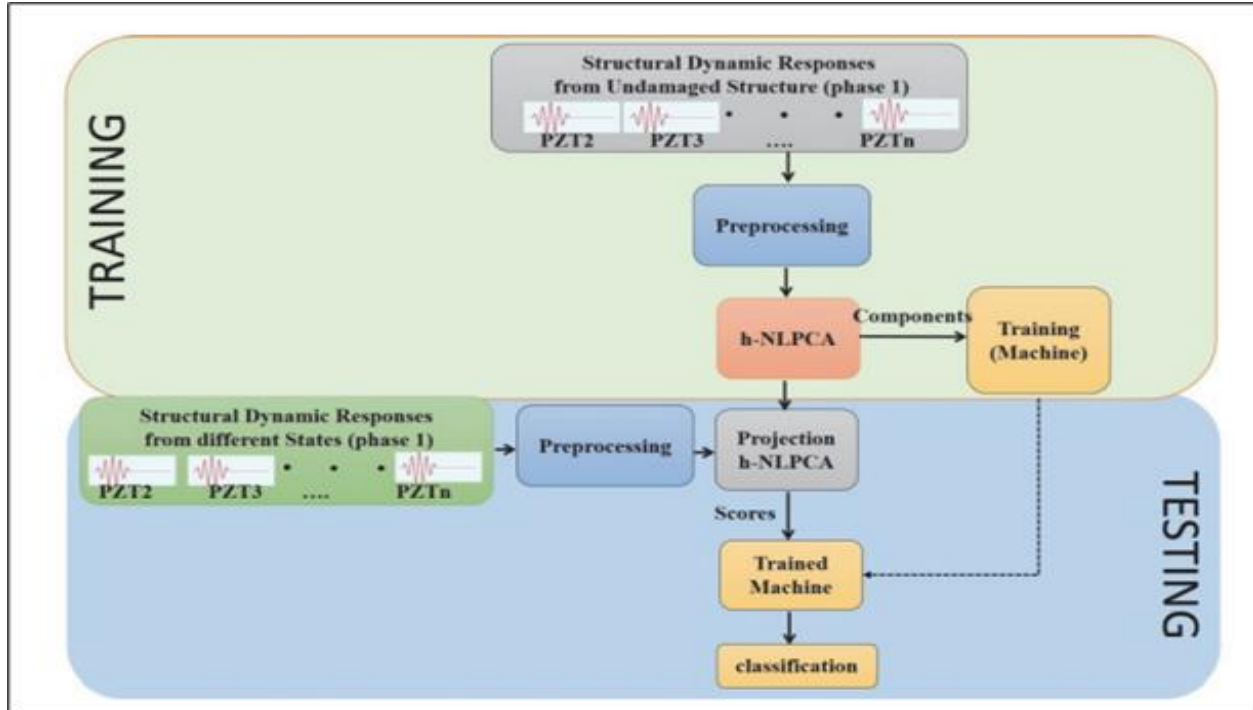 TRAINING
Structural Dynamic Responses
from Undamaged Structure (phase 1)
PZT2 PZT3 .... PZTn
Preprocessing
h-NLPCA
Components
Training
(Machine)
Structural Dynamic Responses
from different States (phase 1)
PZT2 PZT3 .... PZTn
Preprocessing
Projection
h-NLPCA
Scores
Trained
Machine
classification
TESTING